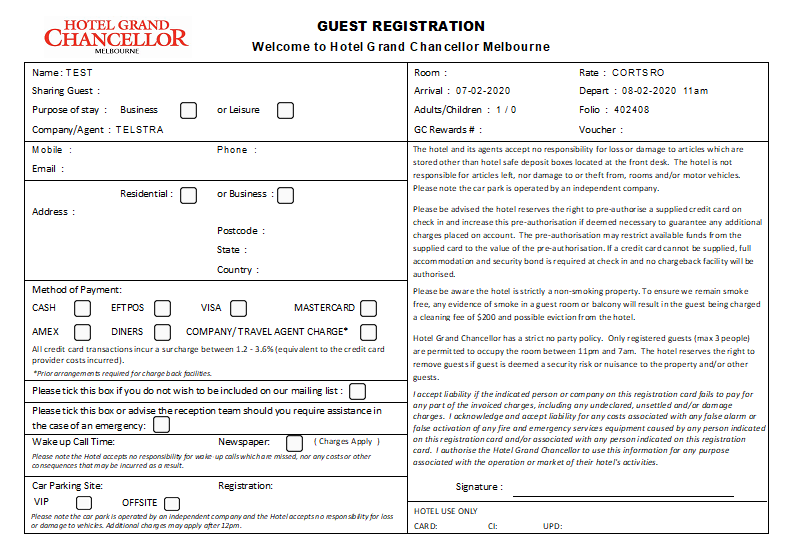 HOTEL GRAND
CHANCELLOR
MELBOURNE
GUEST REGISTRATION
Welcome to Hotel Grand Chancellor Melbourne
Name: TEST
Sharing Guest :
Purpose of stay : Business or Leisure :
Company/Agent : TELSTRA
Room : Rate : CORTSRO
Arrival : 07-02-2020 Depart : 08-02-2020 11am
Adults/Children : 1 / 0 Folio : 402408
GC Rewards # : Voucher :
Mobile : Phone :
Email :
Residential : or Business :
Address :
Postcode :
State :
Country :
Method of Payment:
CASH EFTPOS VISA MASTERCARD
AMEX DINERS COMPANY/TRAVEL AGENT CHARGE*
All credit card transactions incur a surcharge between 1.2 - 3.6% (equivalent to the credit card
provider costs incurred).
*Prior arrangements required for charge back facilities.
Please tick this box if you do not wish to be included on our mailing list :
Please tick this box or advise the reception team should you require assistance in
the case of an emergency:
Wake up Call Time: Newspaper: ( Charges Apply )
Please note the Hotel accepts no responsibility for wake-up calls which are missed, nor any costs or other
consequences that may be incurred as a result.
Car Parking Site: Registration:
VIP OFFSITE
Please note the car park is operated by an independent company and the Hotel accepts no responsibility for loss
or damage to vehicles. Additional charges may apply after 12pm.
The hotel and its agents accept no responsibility for loss or damage to articles which are
stored other than hotel safe deposit boxes located at the front desk. The hotel is not
responsible for articles left, nor damage to or theft from, rooms and/or motor vehicles.
Please note the car park is operated by an independent company.
Please be advised the hotel reserves the right to pre-authorise a supplied credit card on
check in and increase this pre-authorisation if deemed necessary to guarantee any additional
charges placed on account. The pre-authorisation may restrict available funds from the
supplied card to the value of the pre-authorisation. If a credit card cannot be supplied, full
accommodation and security bond is required at check in and no chargeback facility will be
authorised.
Please be aware the hotel is strictly a non-smoking property. To ensure we remain smoke
free, any evidence of smoke in a guest room or balcony will result in the guest being charged
a cleaning fee of $200 and possible eviction from the hotel.
Hotel Grand Chancellor has a strict no party policy. Only registered guests (max 3 people)
are permitted to occupy the room between 11pm and 7am. The hotel reserves the right to
remove guests if guest is deemed a security risk or nuisance to the property and/or other
guests.
I accept liability if the indicated person or company on this registration card fails to pay for
any part of the invoiced charges, including any undeclared, unsettled and/or damage
charges. I acknowledge and accept liability for any costs associated with any false alarm or
false activation of any fire and emergency services equipment caused by any person indicated
on this registration card and/or associated with any person indicated on this registration
card. I authorise the Hotel Grand Chancellor to use this information for any purpose
associated with the operation or market of their hotel's activities.
Signature :
HOTEL USE ONLY
CARD: CI: UPD: